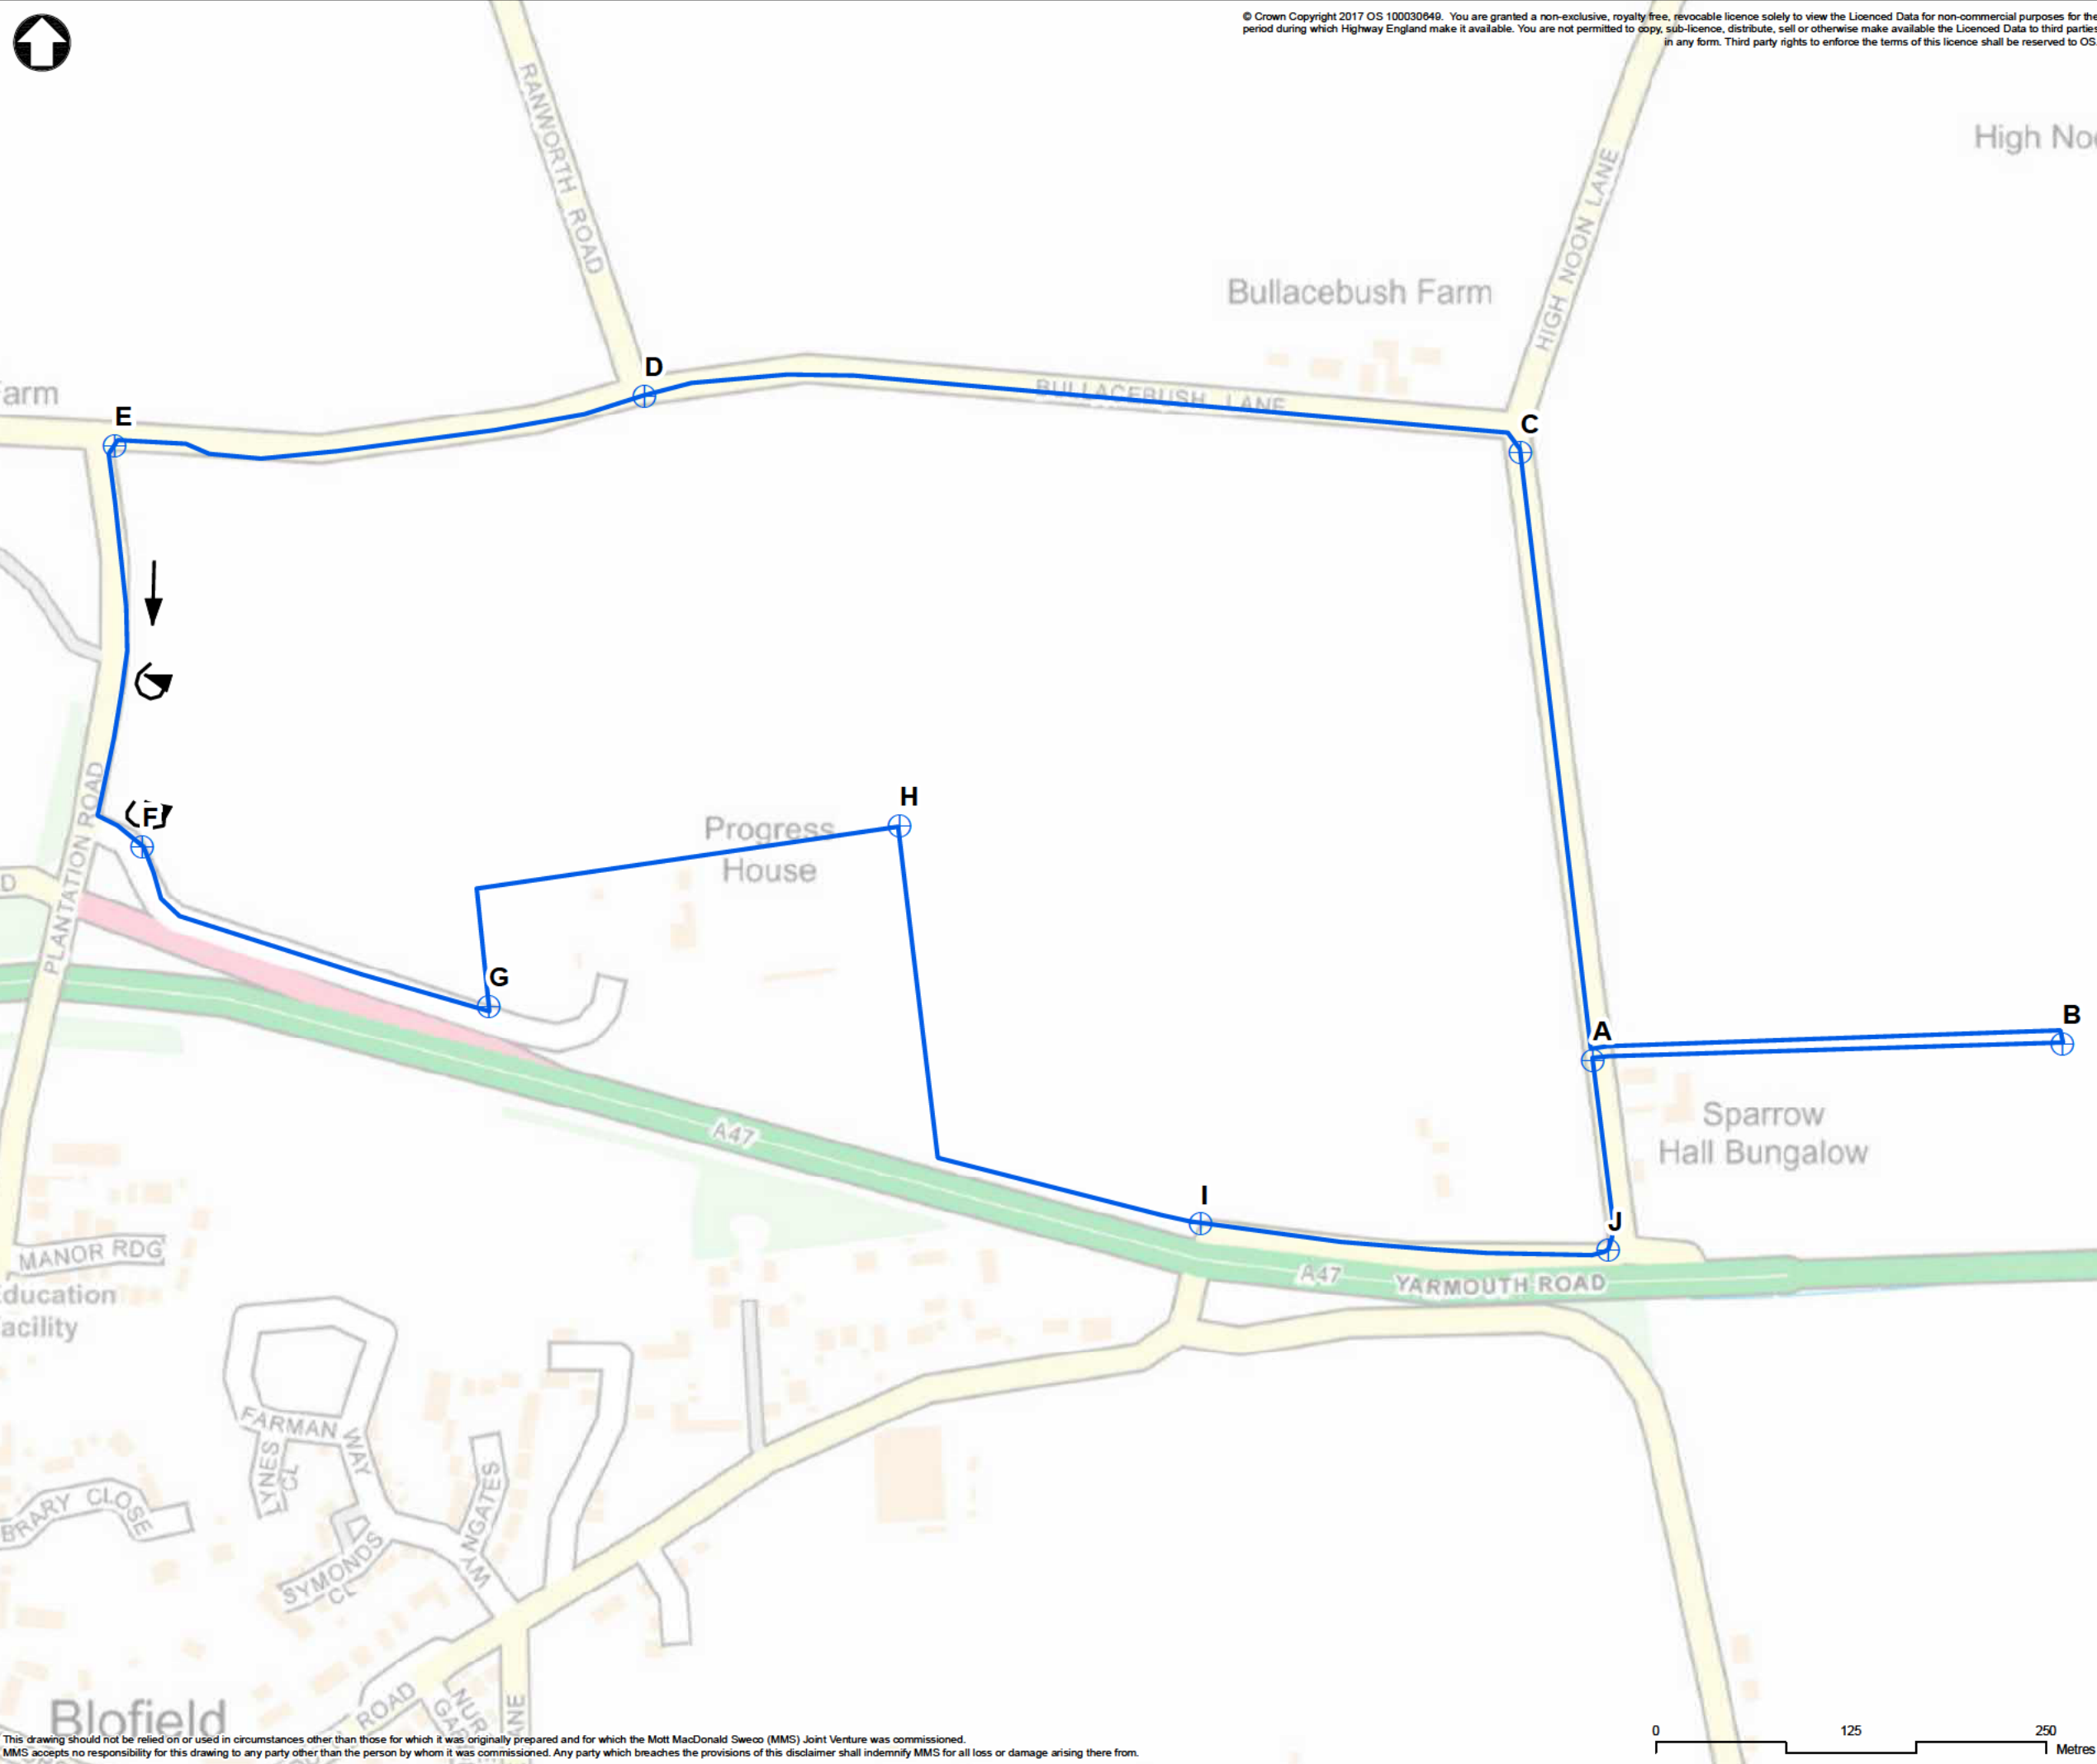 © Crown Copyright 2017 OS 100030649. You are granted a non-exclusive, royalty free, revocable licence solely to view the Licenced Data for non-commercial purposes for the
period during which Highway England make it available. You are not permitted to copy, sub-licence, distribute, sell or otherwise make available the Licenced Data to third parties
in any form. Third party rights to enforce the terms of this licence shall be reserved to OS.
RANWORTH ROAD
High Noo
HIGH NOON LANE
Bullacebush Farm
D
arm
E
BULLACEBUSH LANE
C
PLANTATION ROAD
F
H
Progress
House
D
G
A
B
A47
Sparrow
Hall Bungalow
I
J
MANOR RDG
A47
YARMOUTH ROAD
ducation
acility
FARMAN WAY
LYNES
CL
WYNGATES
BRARY CLOSE
SYMONDS
CL
ROAD
NUR
GA
ANE
Blofield
0 125 250
Metres
This drawing should not be relied on or used in circumstances other than those for which it was originally prepared and for which the Mott MacDonald Sweco (MMS) Joint Venture was commissioned.
MMS accepts no responsibility for this drawing to any party other than the person by whom it was commissioned. Any party which breaches the provisions of this disclaimer shall indemnify MMS for all loss or damage arising there from.